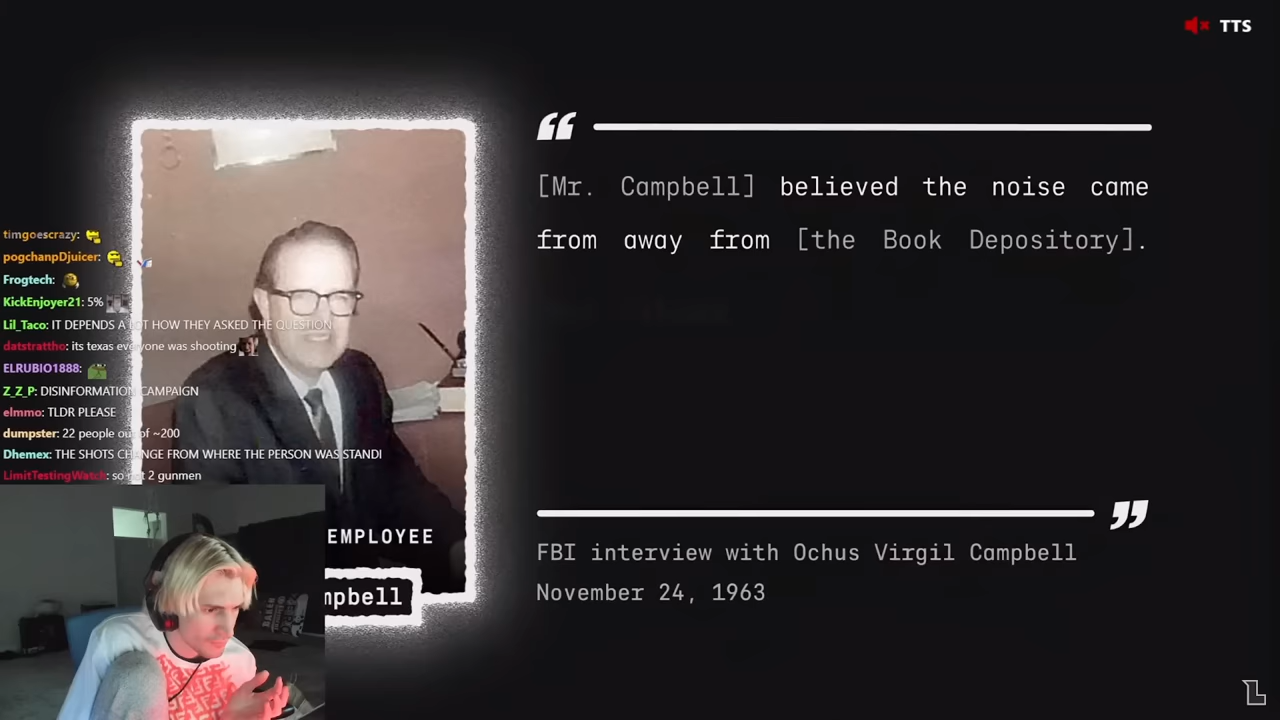 TTS
“
[Mr. Campbell] believed the noise came
from away from [the Book Depository].
”
FBI interview with Ochus Virgil Campbell
November 24, 1963
EMPLOYEE
mpbell
timgoescrazy:
pogchanpDjuicer:
Frogtech:
KickEnjoyer21: 5%
Lil_Taco: IT DEPENDS A LOT HOW THEY ASKED THE QUESTION
datstrattho: its texas everyone was shooting
ELRUBIO1888:
Z_Z_P: DISINFORMATION CAMPAIGN
elmmo: TLDR PLEASE
dumpster: 22 people out of ~200
Dhemex: THE SHOTS CHANGE FROM WHERE THE PERSON WAS STANDI
LimitTestingWatch: so not 2 gunmen